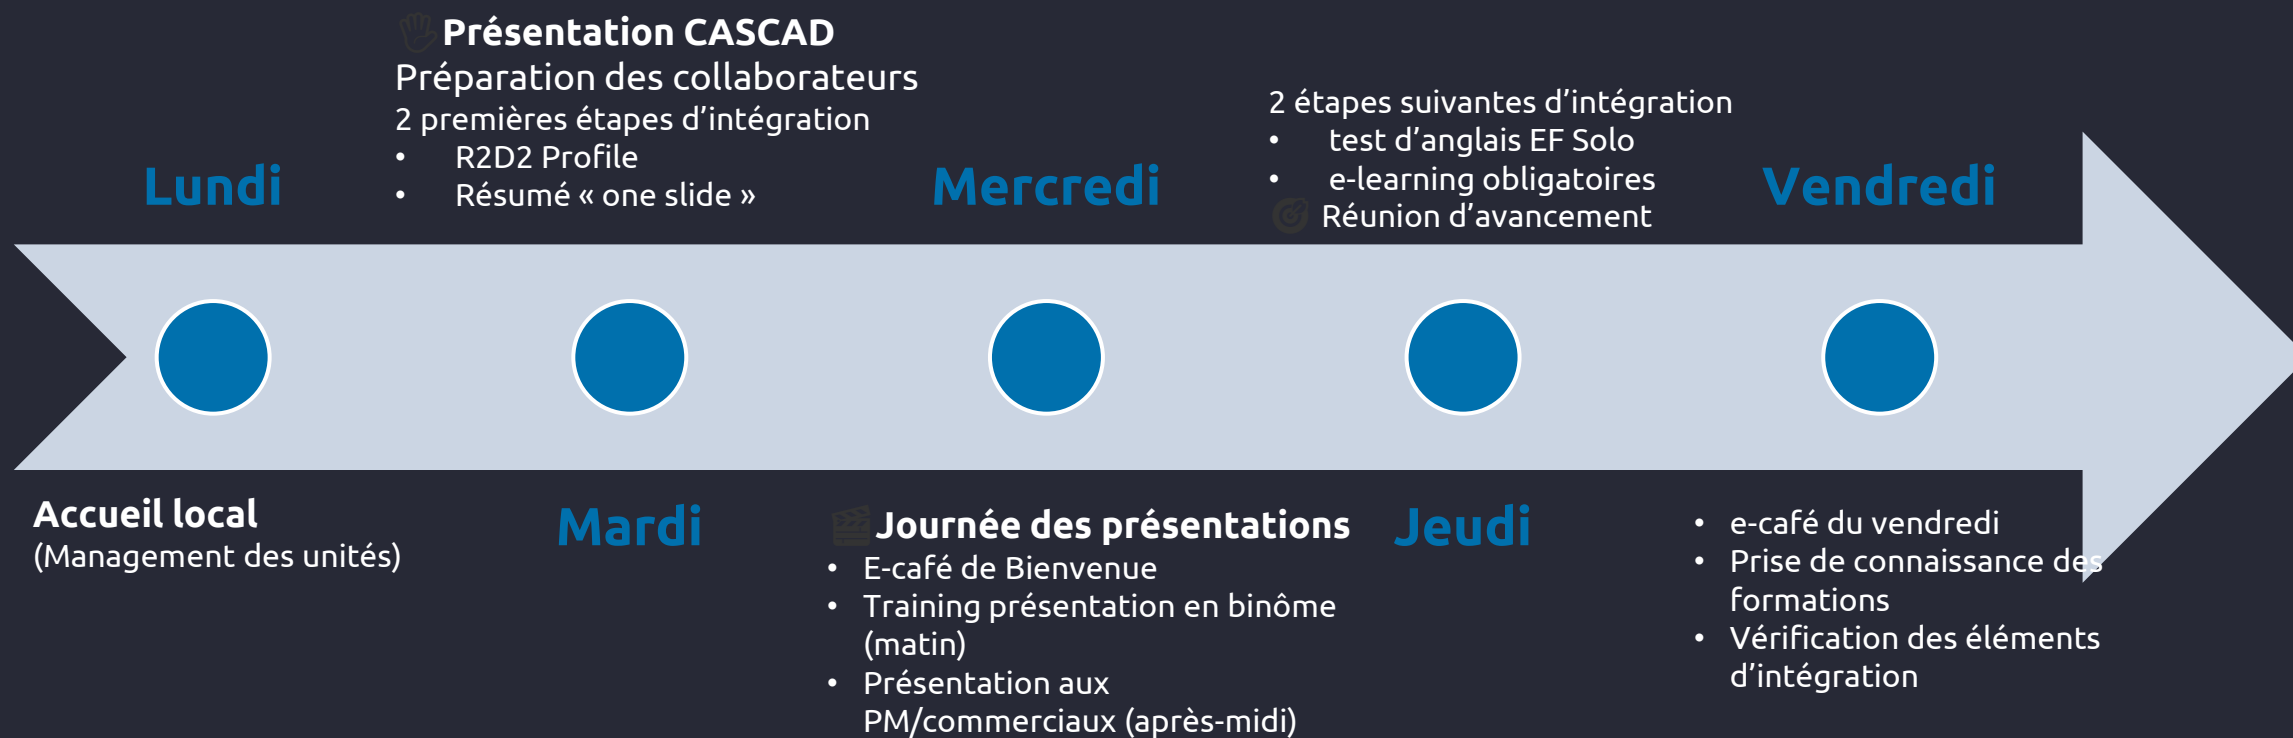 Lundi
Accueil local
(Management des unités)
Présentation CASCAD
Préparation des collaborateurs
2 premières étapes d’intégration
• R2D2 Profile
• Résumé « one slide »
Mardi
Mercredi
Journée des présentations
• E-café de Bienvenue
• Training présentation en binôme
(matin)
• Présentation aux
PM/commerciaux (après-midi)
2 étapes suivantes d’intégration
• test d’anglais EF Solo
• e-learning obligatoires
Réunion d’avancement
Jeudi
Vendredi
• e-café du vendredi
• Prise de connaissance des
formations
• Vérification des éléments
d’intégration